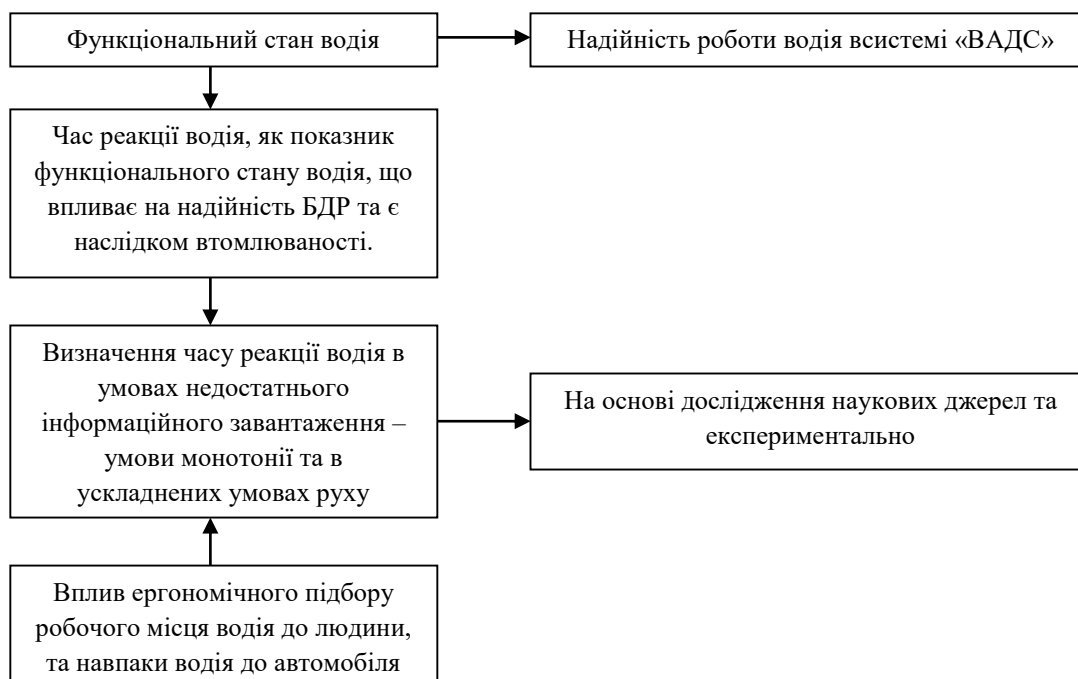 Функціональний стан водія
Надійність роботи водія всистемі «ВАДС»
Час реакції водія, як показник
функціонального стану водія, що
впливає на надійність БДР та є
наслідком втомлюваності.
Визначення часу реакції водія в
умовах недостатнього
інформаційного завантаження –
умови монотонії та в
ускладнених умовах руху
На основі дослідження наукових джерел та
експериментально
Вплив ергономічного підбору
робочого місця водія до людини,
та навпаки водія до автомобіля